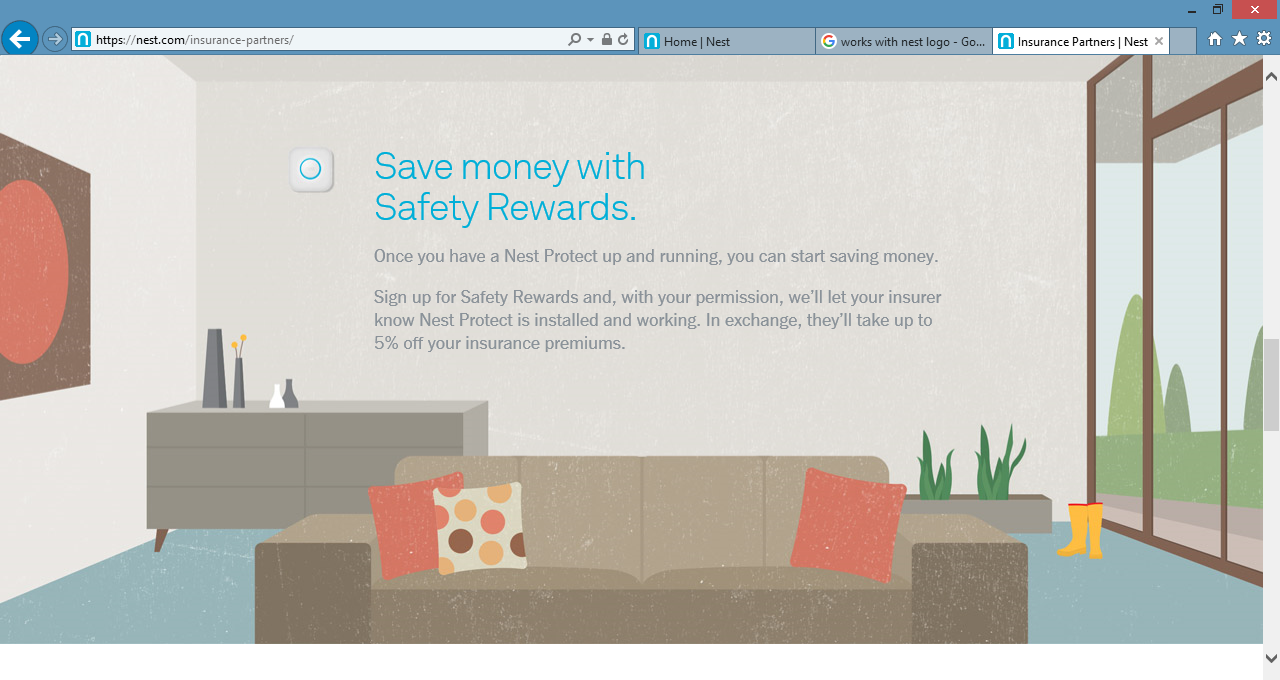 https://nest.com/insurance-partners/
Home | Nest
works with nest logo - Go...
Insurance Partners | Nest
Save money with
Safety Rewards.
Once you have a Nest Protect up and running, you can start saving money.
Sign up for Safety Rewards and, with your permission, we’ll let your insurer
know Nest Protect is installed and working. In exchange, they’ll take up to
5% off your insurance premiums.